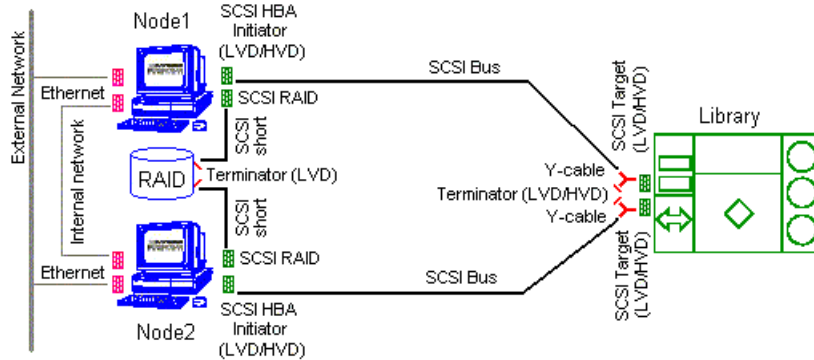 Node1
SCSI HBA
Initiator
(LVD/HVD)
SCSI Bus
SCSI Target
(LVD/HVD)
Library
External Network
Ethernet
SCSI RAID
SCSI
short
Internal network
RAID
Terminator (LVD)
Y-cable
Terminator (LVD/HVD)
Y-cable
SCSI
short
SCSI RAID
Ethernet
SCSI Bus
SCSI Target
(LVD/HVD)
Node2
SCSI HBA
Initiator
(LVD/HVD)